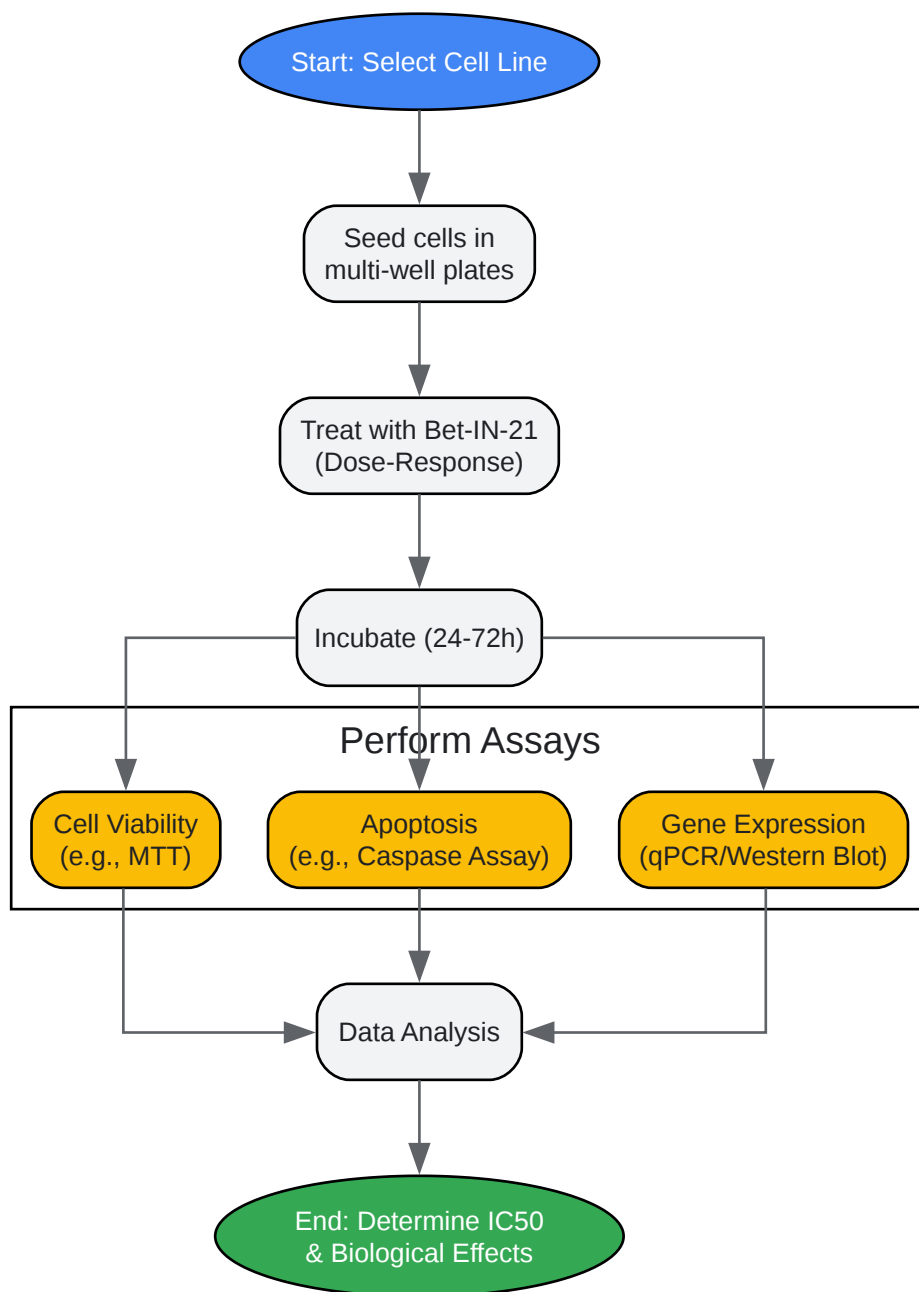 Start: Select Cell Line
Seed cells in
multi-well plates
Treat with Bet-IN-21
(Dose-Response)
Incubate (24-72h)
Perform Assays
Cell Viability
(e.g., MTT)
Apoptosis
(e.g., Caspase Assay)
Gene Expression
(qPCR/Western Blot)
Data Analysis
End: Determine IC50
& Biological Effects